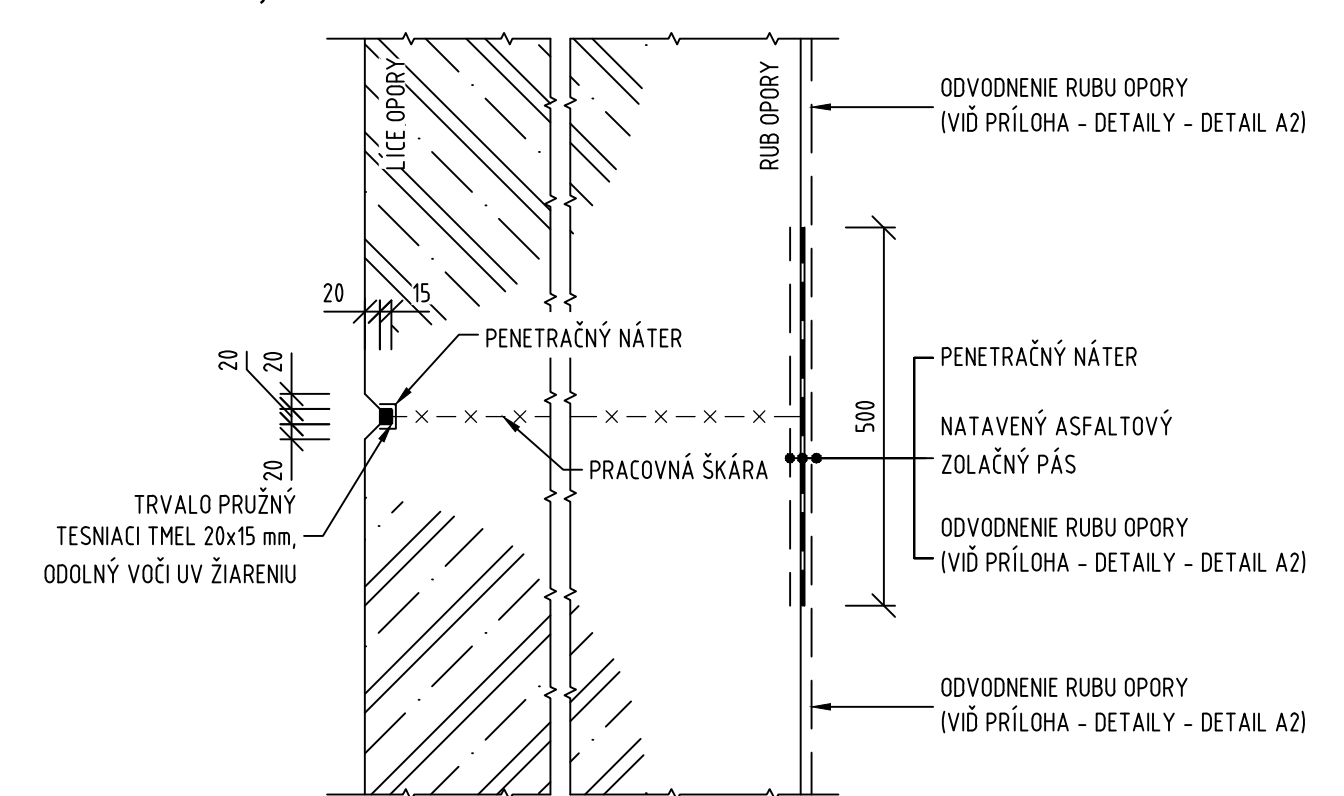 LÍCE OPORY
RUB OPORY
ODVODNENIE RUBU OPORY
(VIĎ PRÍLOHA - DETAILY - DETAIL A2)
20
15
PENETRAČNÝ NÁTER
20
20
20
PENETRAČNÝ NÁTER
500
NATAVENÝ ASFALTOVÝ
ZOLAČNÝ PÁS
PRACOVNÁ ŠKÁRA
TRVALO PRUŽNÝ
TESNIACI TMEL 20x15 mm,
ODOLNÝ VOČI UV ŽIARENIU
ODVODNENIE RUBU OPORY
(VIĎ PRÍLOHA - DETAILY - DETAIL A2)
ODVODNENIE RUBU OPORY
(VIĎ PRÍLOHA - DETAILY - DETAIL A2)